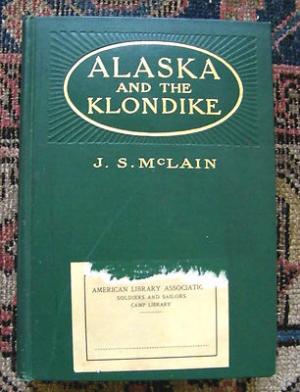 ALASKA
AND THE
KLONDIKE
J. S. McLAIN
AMERICAN LIBRARY ASSOCIATIO
SOLDIERS AND SAILORS
CAMP LIBRARY